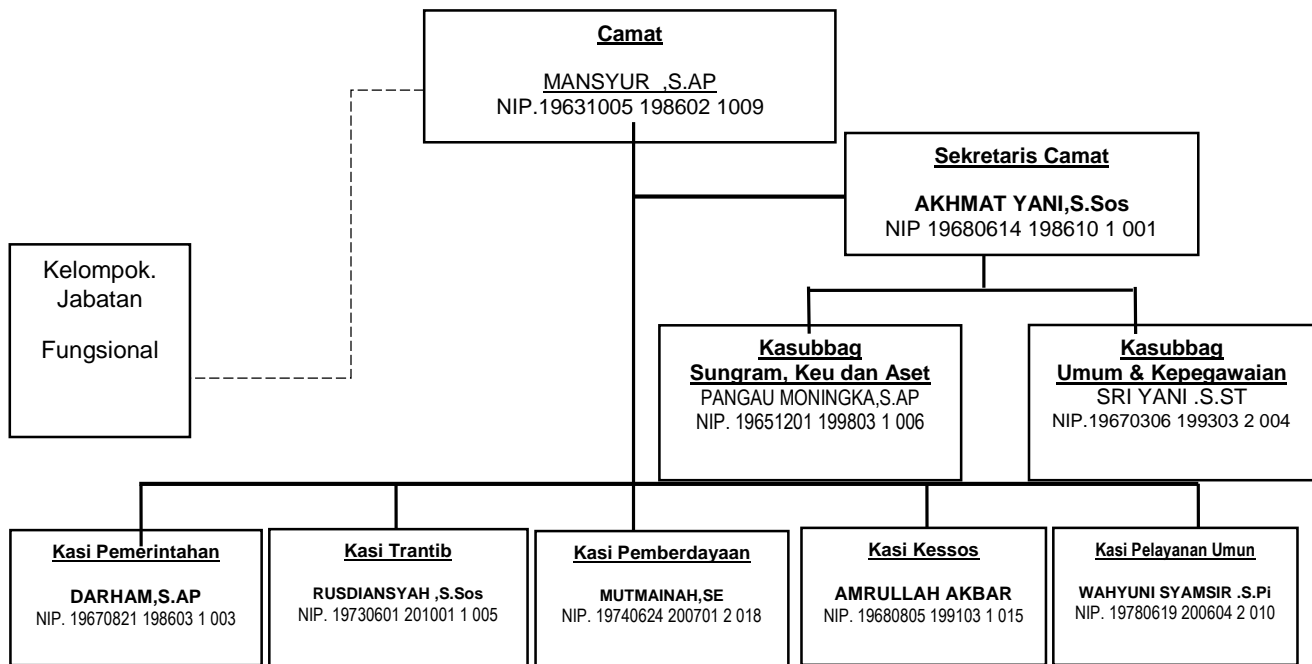 Camat
MANSYUR ,S.AP
NIP.19631005 198602 1009
Sekretaris Camat
AKHMAT YANI,S.Sos
NIP 19680614 198610 1 001
Kelompok.
Jabatan
Fungsional
Kasubbag
Sungram, Keu dan Aset
PANGAU MONINGKA,S.AP
NIP. 19651201 199803 1 006
Kasubbag
Umum & Kepegawaian
SRI YANI .S.ST
NIP.19670306 199303 2 004
Kasi Pemerintahan
DARHAM,S.AP
NIP. 19670821 198603 1 003
Kasi Trantib
RUSDIANSYAH ,S.Sos
NIP. 19730601 201001 1 005
Kasi Pemberdayaan
MUTMAINAH,SE
NIP. 19740624 200701 2 018
Kasi Kessos
AMRULLAH AKBAR
NIP. 19680805 199103 1 015
Kasi Pelayanan Umun
WAHYUNI SYAMSIR .S.Pi
NIP. 19780619 200604 2 010